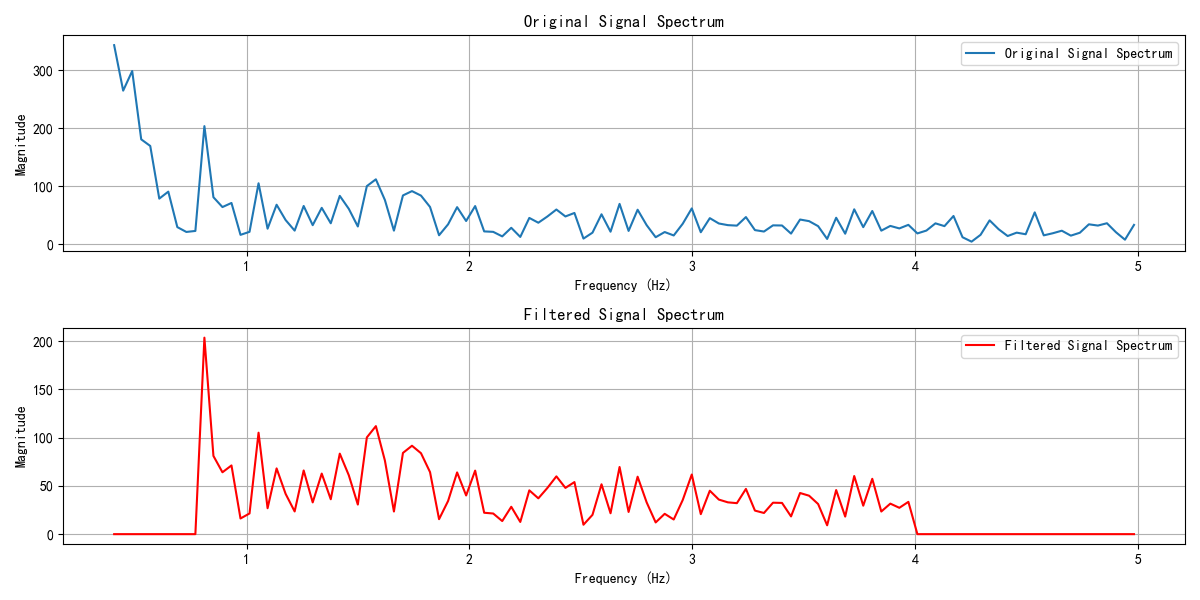 Original Signal Spectrum
Original Signal Spectrum
Magnitude
300
200
100
0
1
2
3
4
5
Frequency (Hz)
Filtered Signal Spectrum
Filtered Signal Spectrum
Magnitude
200
150
100
50
0
1
2
3
4
5
Frequency (Hz)